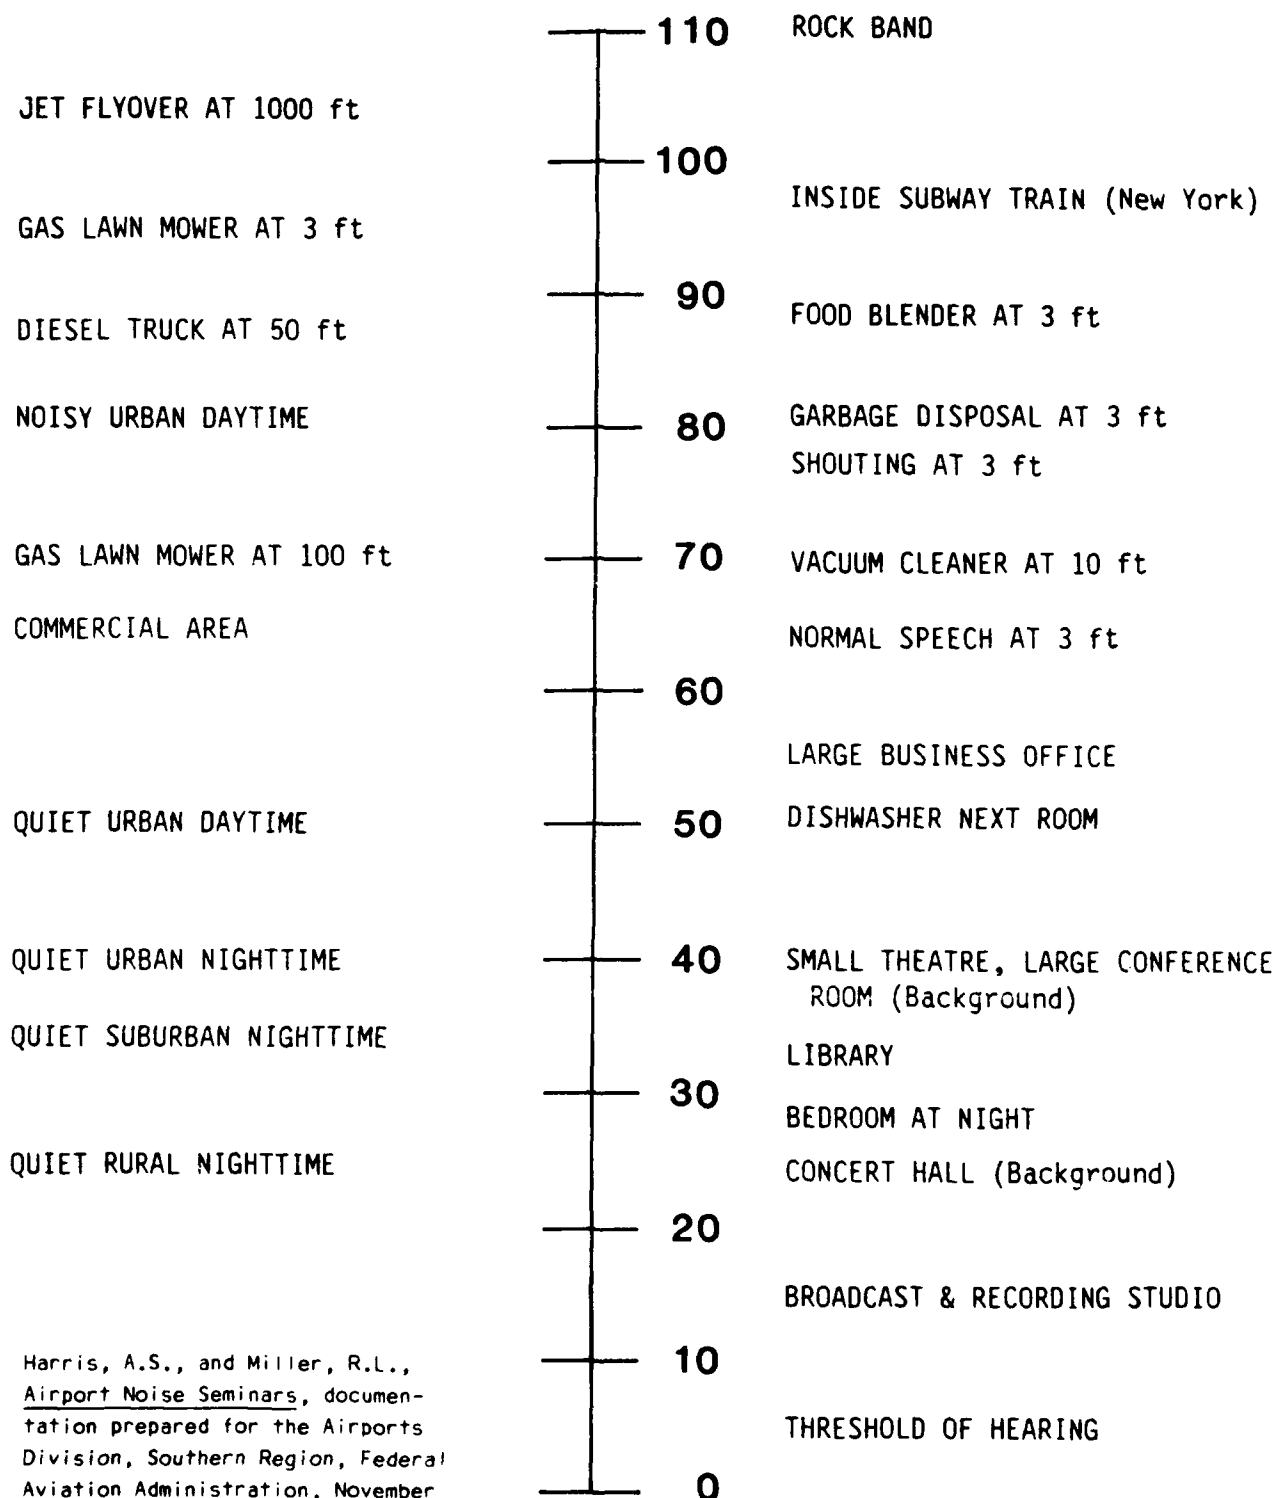 110 ROCK BAND
JET FLYOVER AT 1000 ft
100
INSIDE SUBWAY TRAIN (New York)
GAS LAWN MOWER AT 3 ft
90
FOOD BLENDER AT 3 ft
DIESEL TRUCK AT 50 ft
NOISY URBAN DAYTIME 80 GARBAGE DISPOSAL AT 3 ft
SHOUTING AT 3 ft
GAS LAWN MOWER AT 100 ft 70 VACUUM CLEANER AT 10 ft
COMMERCIAL AREA
NORMAL SPEECH AT 3 ft
60
LARGE BUSINESS OFFICE
QUIET URBAN DAYTIME 50 DISHWASHER NEXT ROOM
QUIET URBAN NIGHTTIME 40 SMALL THEATRE, LARGE CONFERENCE
ROOM (Background)
QUIET SUBURBAN NIGHTTIME
LIBRARY
30
BEDROOM AT NIGHT
QUIET RURAL NIGHTTIME CONCERT HALL (Background)
20
BROADCAST & RECORDING STUDIO
10
THRESHOLD OF HEARING
0
Harris, A.S., and Miller, R.L.,
Airport Noise Seminars, documen-
tation prepared for the Airports
Division, Southern Region, Federal
Aviation Administration, November